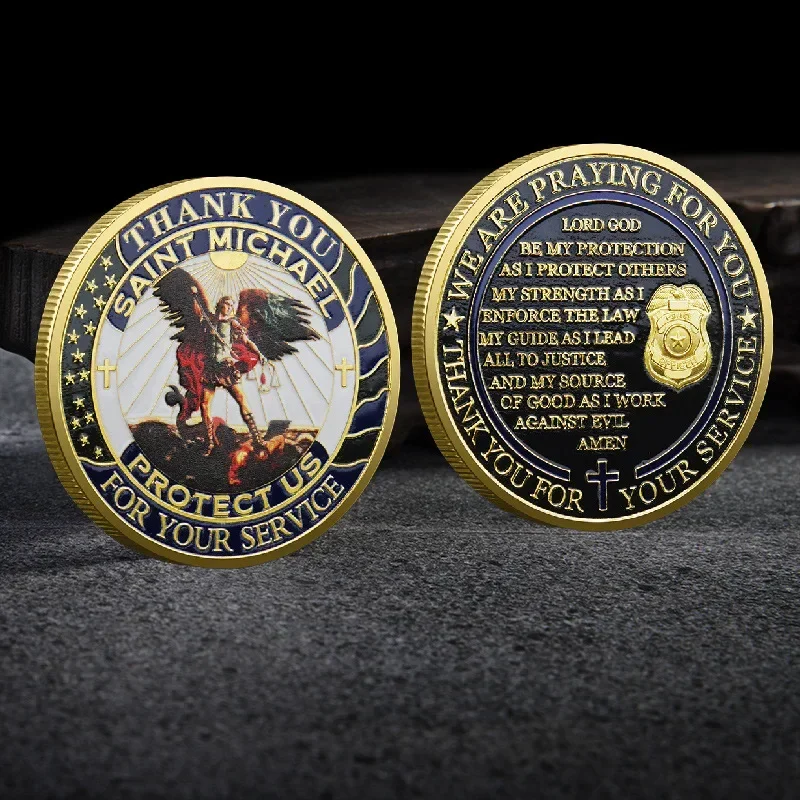 THANK YOU
SAINT MICHAEL
PROTECT US
FOR YOUR SERVICE
WE ARE PRAYING FOR YOU
LORD GOD
BE MY PROTECTION
AS I PROTECT OTHERS
MY STRENGTH AS I
ENFORCE THE LAW
MY GUIDE AS I LEAD
ALL TO JUSTICE
AND MY SOURCE
OF GOOD AS I WORK
AGAINST EVIL
AMEN
THANK YOU FOR YOUR SERVICE